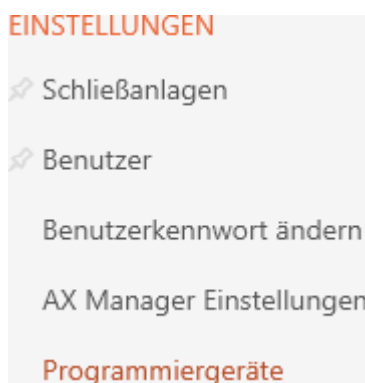 EINSTELLUNGEN
Schließanlagen
Benutzer
Benutzerkennwort ändern
AX Manager Einstellungen
Programmiergeräte